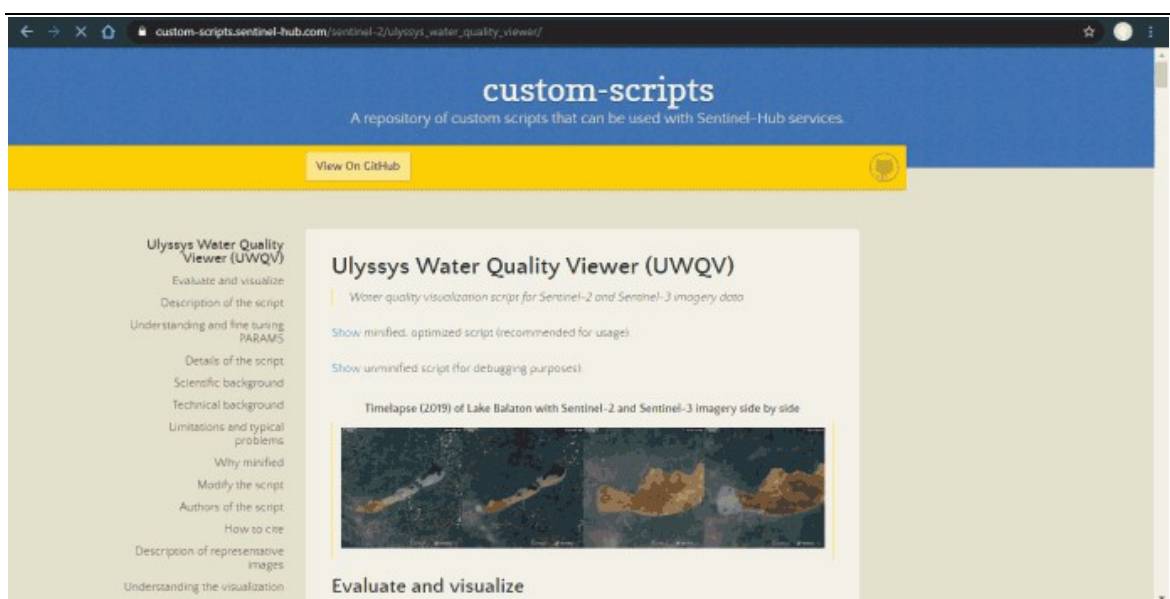 custom-scripts.sentinel-hub.com/sentinel-2/ulyssys_water_quality_viewer/
custom-scripts
A repository of custom scripts that can be used with Sentinel-Hub services.
View On GitHub
Ulyssys Water Quality
Viewer (UWQV)
Evaluate and visualize
Description of the script
Understanding and fine tuning
PARAMS
Details of the script
Scientific background
Technical background
Limitations and typical
problems
Why minified
Modify the script
Authors of the script
How to cite
Description of representative
images
Understanding the visualization
Ulyssys Water Quality Viewer (UWQV)
Water quality visualization script for Sentinel-2 and Sentinel-3 imagery data
Show minified, optimized script (recommended for usage).
Show unminified script (for debugging purposes).
Timelapse (2019) of Lake Balaton with Sentinel-2 and Sentinel-3 imagery side by side
Evaluate and visualize